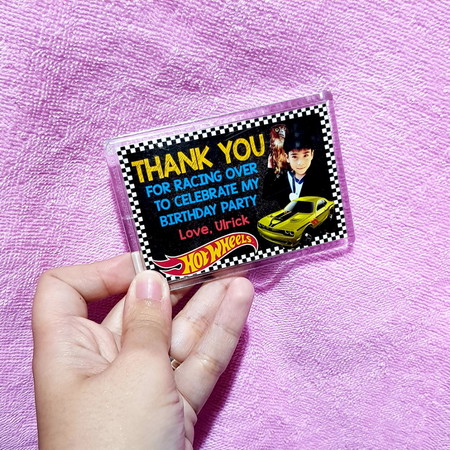 THANK YOU
FOR RACING OVER
TO CELEBRATE MY
BIRTHDAY PARTY
Love, Ulrick
HOT WHEELS